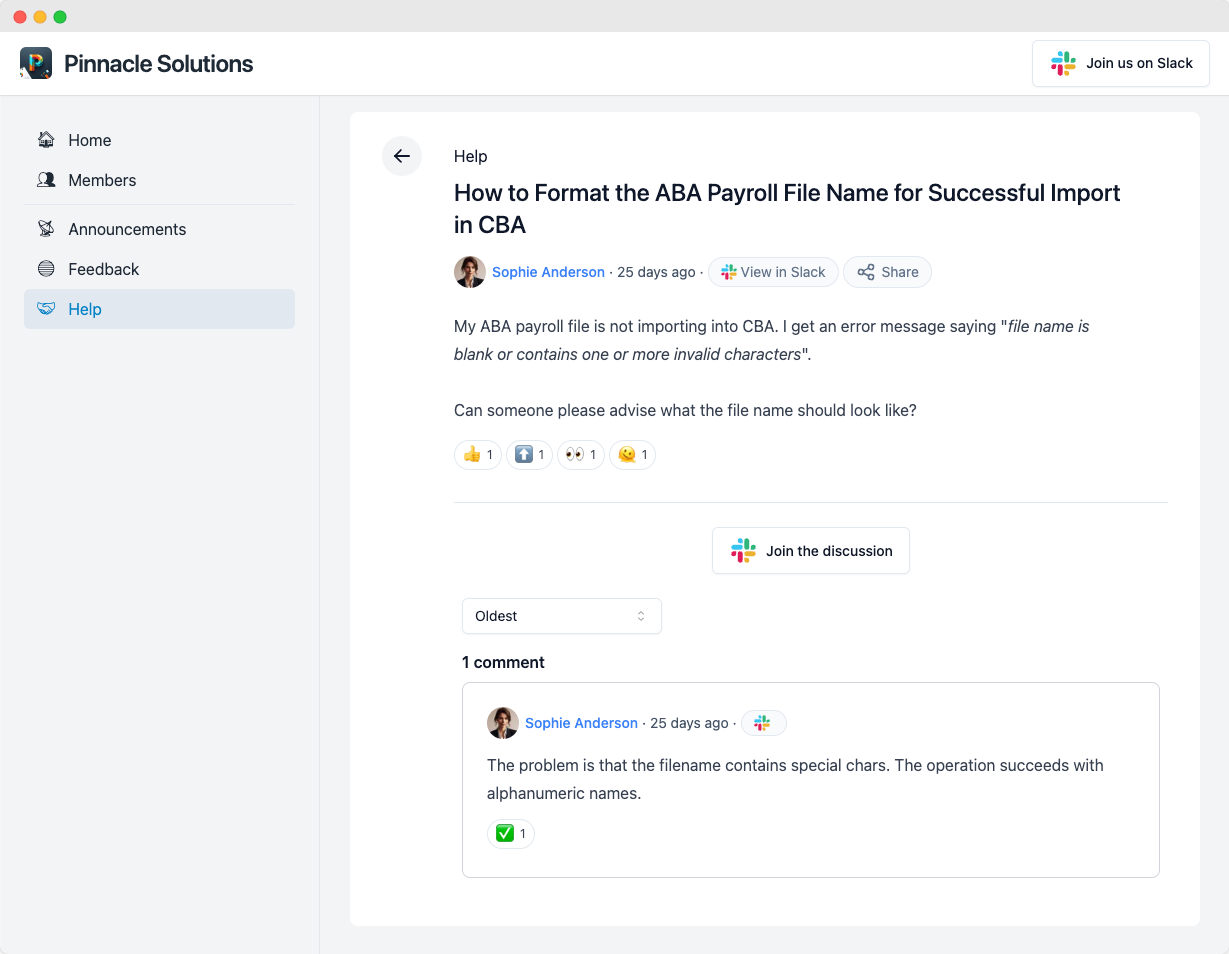 Pinnacle Solutions
Join us on Slack
Home
Members
Announcements
Feedback
Help
Help
How to Format the ABA Payroll File Name for Successful Import
in CBA
Sophie Anderson · 25 days ago · View in Slack Share
My ABA payroll file is not importing into CBA. I get an error message saying "file name is
blank or contains one or more invalid characters".
Can someone please advise what the file name should look like?
1 1 1 1
Join the discussion
Oldest
1 comment
Sophie Anderson · 25 days ago ·
The problem is that the filename contains special chars. The operation succeeds with
alphanumeric names.
1